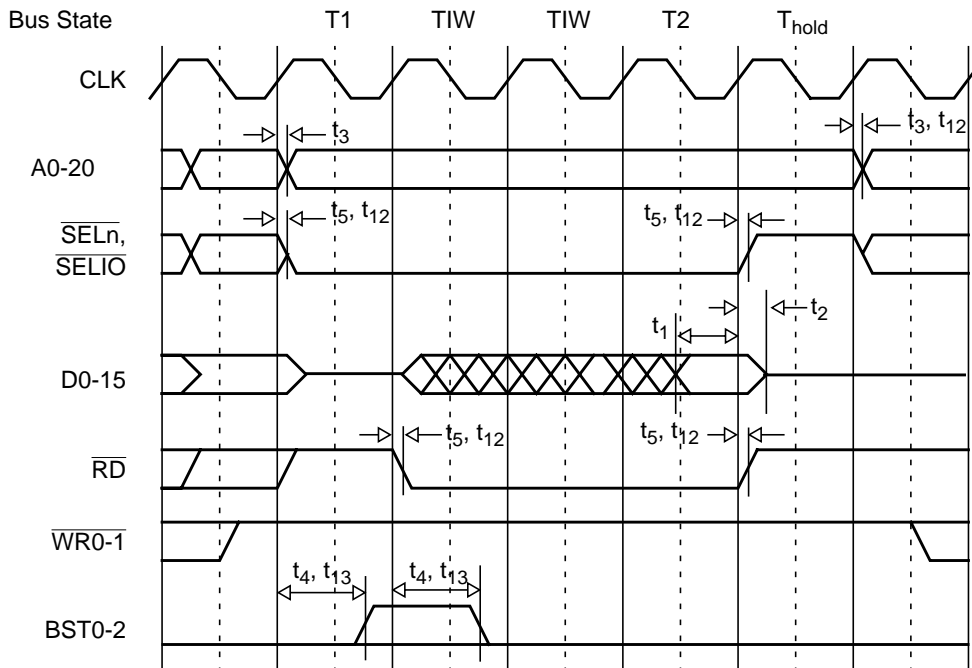 Bus State T1 TIW TIW T2 Thold
CLK
t3 t3, t12
A0-20
t5, t12 t5, t12
SELn,
SELIO
t1 t2
D0-15
t5, t12 t5, t12
RD
WR0-1
t4, t13 t4, t13
BST0-2